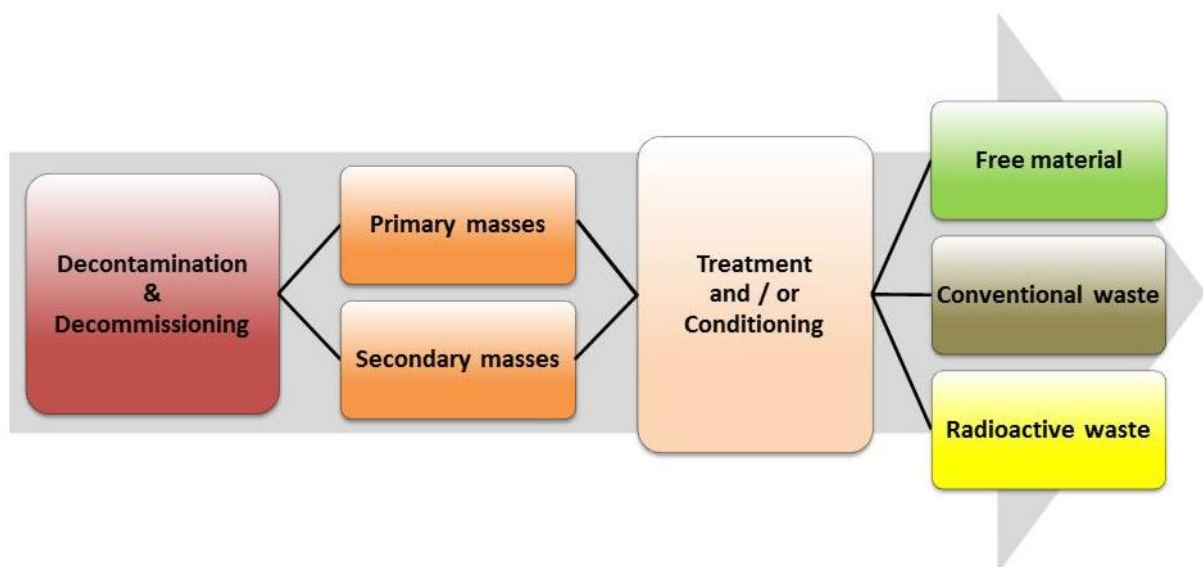 Decontamination
&
Decommissioning
Primary masses
Secondary masses
Treatment
and / or
Conditioning
Free material
Conventional waste
Radioactive waste